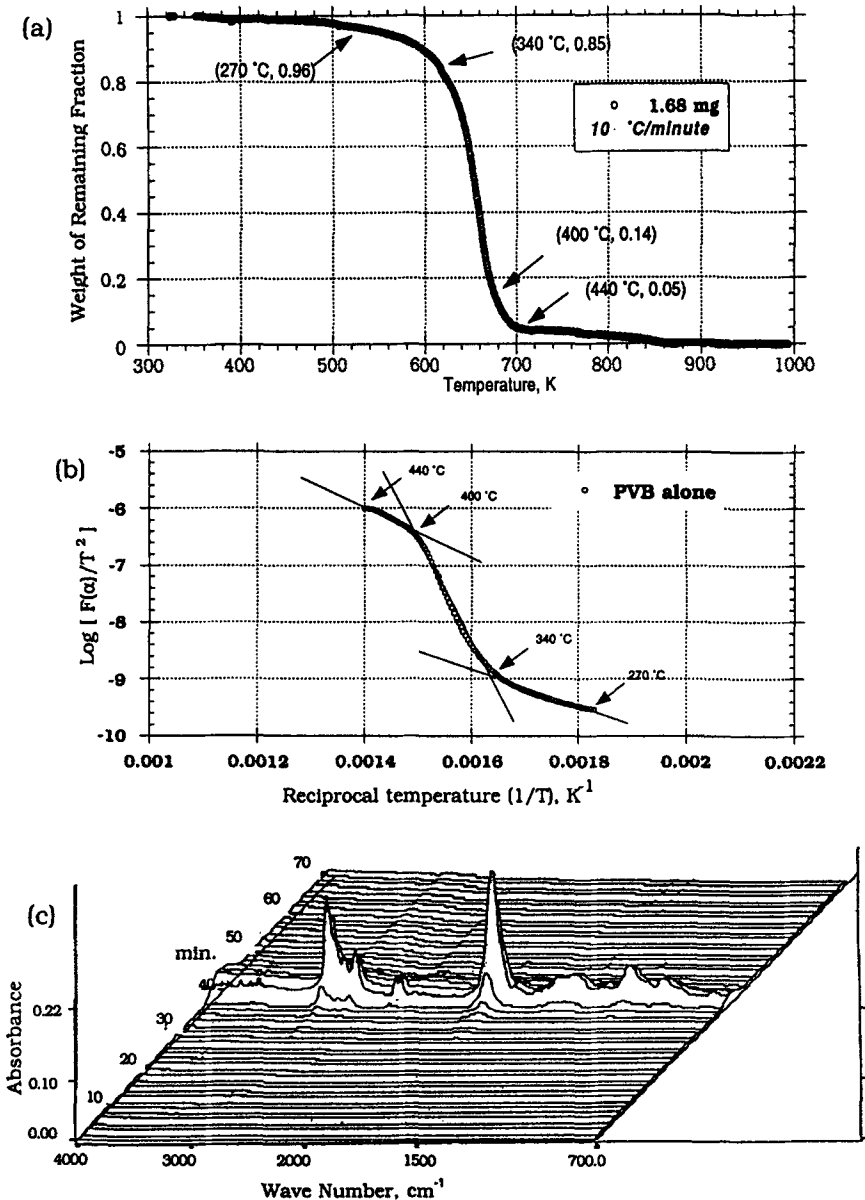 (a)
Weight of Remaining Fraction
1
0.8
0.6
0.4
0.2
0
(270 ˚C, 0.96)
(340 ˚C, 0.85)
o 1.68 mg
10 ˚C/minute
(400 ˚C, 0.14)
(440 ˚C, 0.05)
300 400 500 600 700 800 900 1000
Temperature, K
(b)
Log [ F(α)/T 2 ]
-5
-6
-7
-8
-9
-10
440 ˚C
400 ˚C
o PVB alone
340 ˚C
270 ˚C
0.001 0.0012 0.0014 0.0016 0.0018 0.002 0.0022
Reciprocal temperature (1/T), K-1
(c)
70
60
50
min.
40
30
20
10
Absorbance
0.22
0.10
0.00
4000 3000 2000 1500 700.0
Wave Number, cm-1